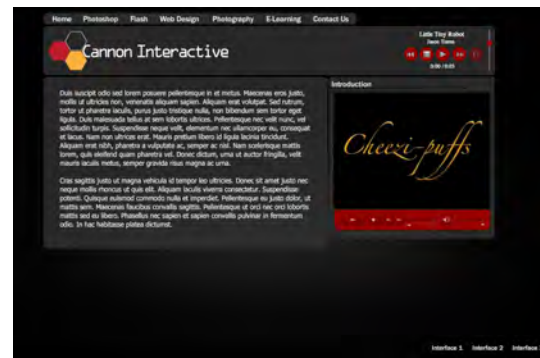 Home Photoshop Flash Web Design Photography E-Learning Contact Us
Little Tiny Robot
Cannon Interactive
0:00 / 0:03
Introduction
Duis suscipit odio sed lorem posuere pellentesque in et metus. Maecenas eros justo,
mollis ut ultricies non, venenatis aliquam sapien. Aliquam erat volutpat. Sed rutrum,
tortor ut pharetra iaculis, purus justo tristique nulla, non bibendum sem tortor eget
ligula. Duis malesuada tellus at sem lobortis ultrices. Pellentesque nec velit nunc, vel
sollicitudin turpis. Suspendisse neque velit, elementum nec ullamcorper eu, consequat
et lacus. Nam non ultrices erat. Mauris pretium libero id ligula lacinia tincidunt.
Aliquam erat nibh, pharetra a vulputate ac, semper ac nisl. Nam scelerisque mattis
lorem, quis eleifend quam pharetra vel. Donec dictum, urna ut auctor fringilla, velit
mauris iaculis metus, semper gravida risus magna ac urna.
Cheezi-puffs
Cras sagittis justo ut magna vehicula id tempor leo ultricies. Donec sit amet justo nec
neque mollis rhoncus ut quis elit. Aliquam iaculis viverra consectetur. Suspendisse
potenti. Quisque euismod commodo nulla et imperdiet. Pellentesque eu justo dolor, ut
mattis sem. Maecenas faucibus convallis sagittis. Pellentesque ut orci nec orci lobortis
mattis sed eu libero. Phasellus nec sapien et sapien convallis pulvinar in fermentum
odio. In hac habitasse platea dictumst.
Interface 1 Interface 2 Interface